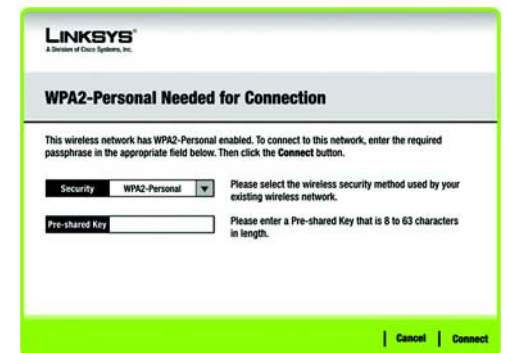 LINKSYS®
A Division of Cisco Systems, Inc.
WPA2-Personal Needed for Connection
This wireless network has WPA2-Personal enabled. To connect to this network, enter the required
passphrase in the appropriate field below. Then click the Connect button.
Security WPA2-Personal Please select the wireless security method used by your
existing wireless network.
Pre-shared Key Please enter a Pre-shared Key that is 8 to 63 characters
in length.
Cancel Connect